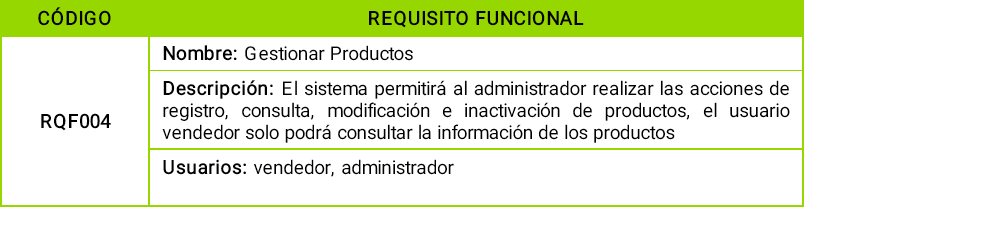 CÓDIGO
REQUISITO FUNCIONAL
RQF004
Nombre: Gestionar Productos
Descripción: El sistema permitirá al administrador realizar las acciones de
registro, consulta, modificación e inactivación de productos, el usuario
vendedor solo podrá consultar la información de los productos
Usuarios: vendedor, administrador